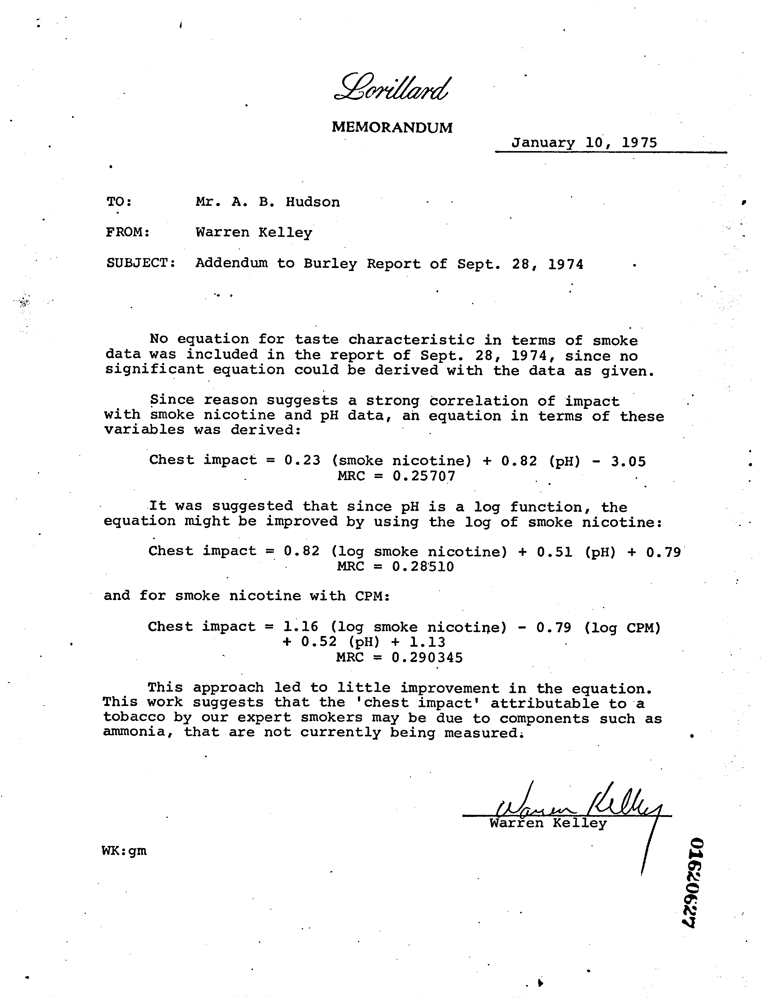 Lorillard
MEMORANDUM
January 10, 1975
TO: Mr. A. B. Hudson
FROM: Warren Kelley
SUBJECT: Addendum to Burley Report of Sept. 28, 1974
No equation for taste characteristic in terms of smoke
data was included in the report of Sept. 28, 1974, since no
significant equation could be derived with the data as given.
Since reason suggests a strong correlation of impact
with smoke nicotine and pH data, an equation in terms of these
variables was derived:
Chest impact = 0.23 (smoke nicotine) + 0.82 (pH) - 3.05
MRC = 0.25707
It was suggested that since pH is a log function, the
equation might be improved by using the log of smoke nicotine:
Chest impact = 0.82 (log smoke nicotine) + 0.51 (pH) + 0.79
MRC = 0.28510
and for smoke nicotine with CPM:
Chest impact = 1.16 (log smoke nicotine) - 0.79 (log CPM)
+ 0.52 (pH) + 1.13
MRC = 0.290345
This approach led to little improvement in the equation.
This work suggests that the 'chest impact' attributable to a
tobacco by our expert smokers may be due to components such as
ammonia, that are not currently being measured.
Warren Kelley
Warren Kelley
WK:gm
01620627